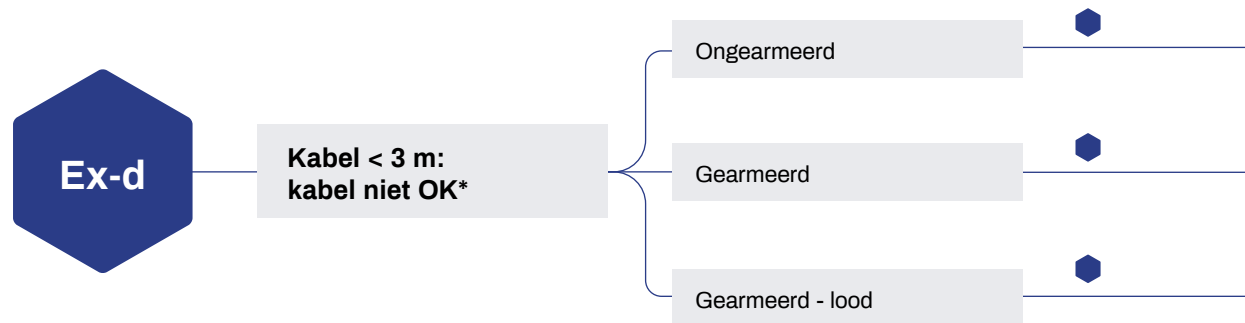 Ex-d
Kabel < 3 m:
kabel niet OK*
Ongearmeerd
Gearmeerd
Gearmeerd - lood